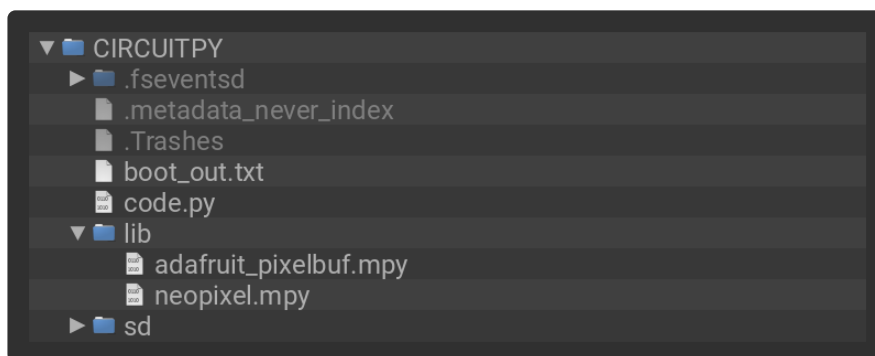 CIRCUITPY
.fseventsd
.metadata_never_index
.Trashes
boot_out.txt
code.py
lib
adafruit_pixelbuf.mpy
neopixel.mpy
sd